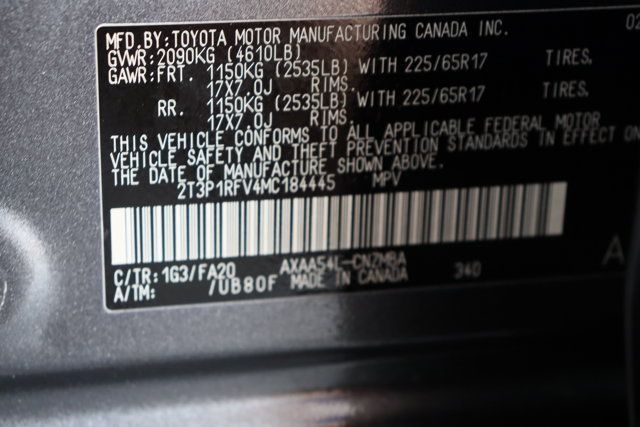 MFD.BY:TOYOTA MOTOR MANUFACTURING CANADA INC. 02
GVWR:2090KG (4610LB)
GAWR:FRT. 1150KG (2535LB) WITH 225/65R17 TIRES,
17X7.0J RIMS.
RR. 1150KG (2535LB) WITH 225/65R17 TIRES,
17X7.0J RIMS.
THIS VEHICLE CONFORMS TO ALL APPLICABLE FEDERAL MOTOR
VEHICLE SAFETY AND THEFT PREVENTION STANDARDS IN EFFECT ON
THE DATE OF MANUFACTURE SHOWN ABOVE.
2T3P1RFV4MC184445 MPV
C/TR:1G3/FA20 AXAA54L-CNZMBA 340 A
A/TM: /UB80F MADE IN CANADA